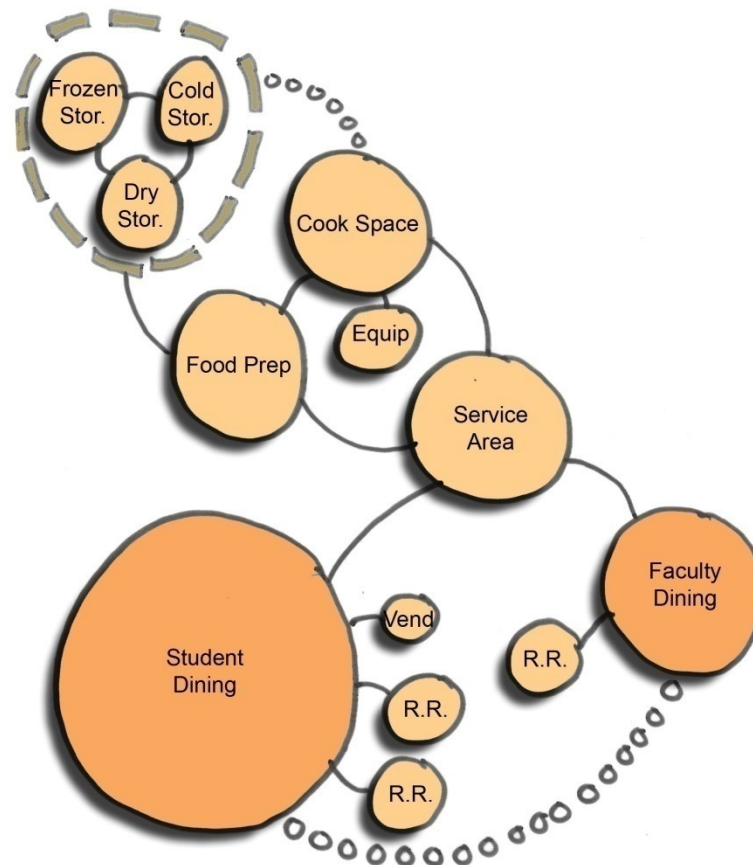 Frozen
Stor.
Cold
Stor.
Dry
Stor.
Cook Space
Equip
Food Prep
Service
Area
Faculty
Dining
Vend
Student
Dining
R.R.
R.R.
R.R.